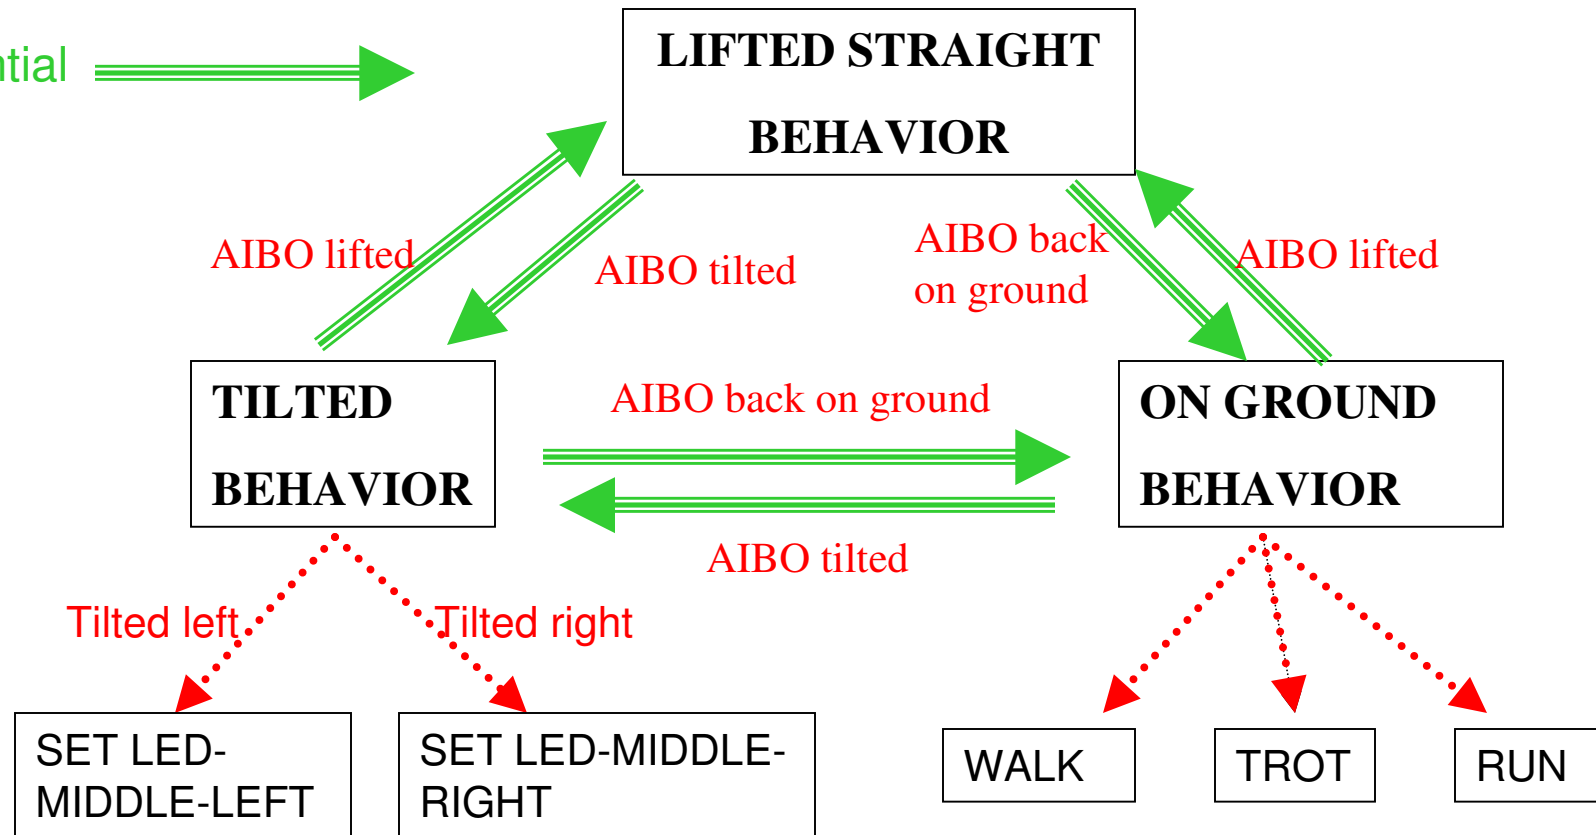 LIFTED STRAIGHT
BEHAVIOR
AIBO lifted
AIBO tilted
AIBO back
on ground
AIBO lifted
TILTED
BEHAVIOR
AIBO back on ground
ON GROUND
BEHAVIOR
AIBO tilted
Tilted left
Tilted right
SET LED-
MIDDLE-LEFT
SET LED-MIDDLE-
RIGHT
WALK
TROT
RUN